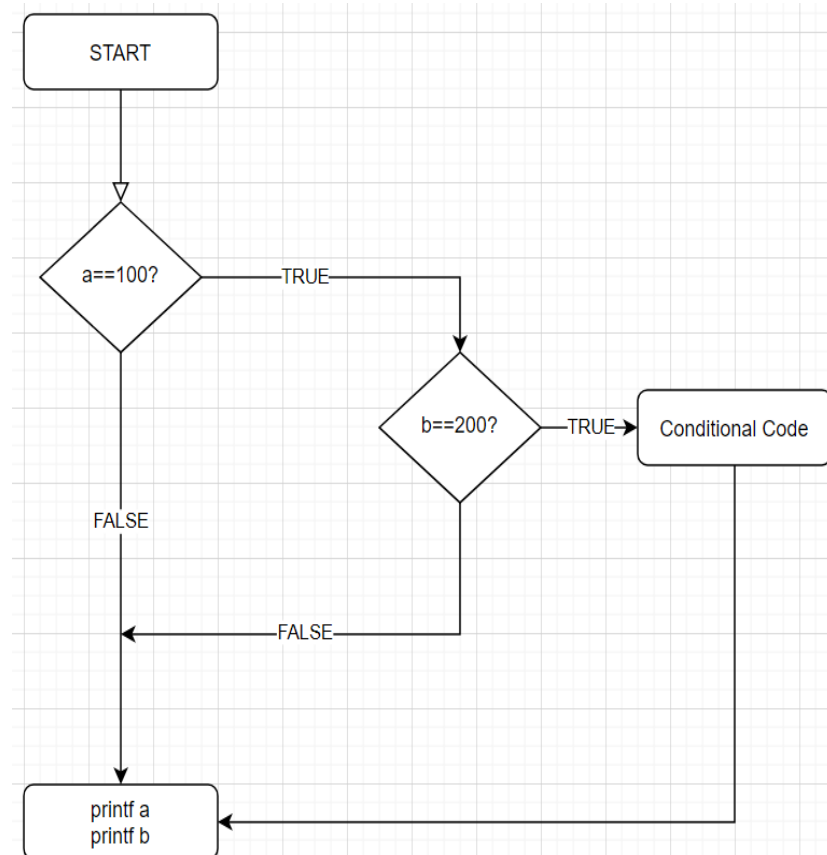 START
a==100?
TRUE
b==200?
TRUE
Conditional Code
FALSE
FALSE
printf a
printf b